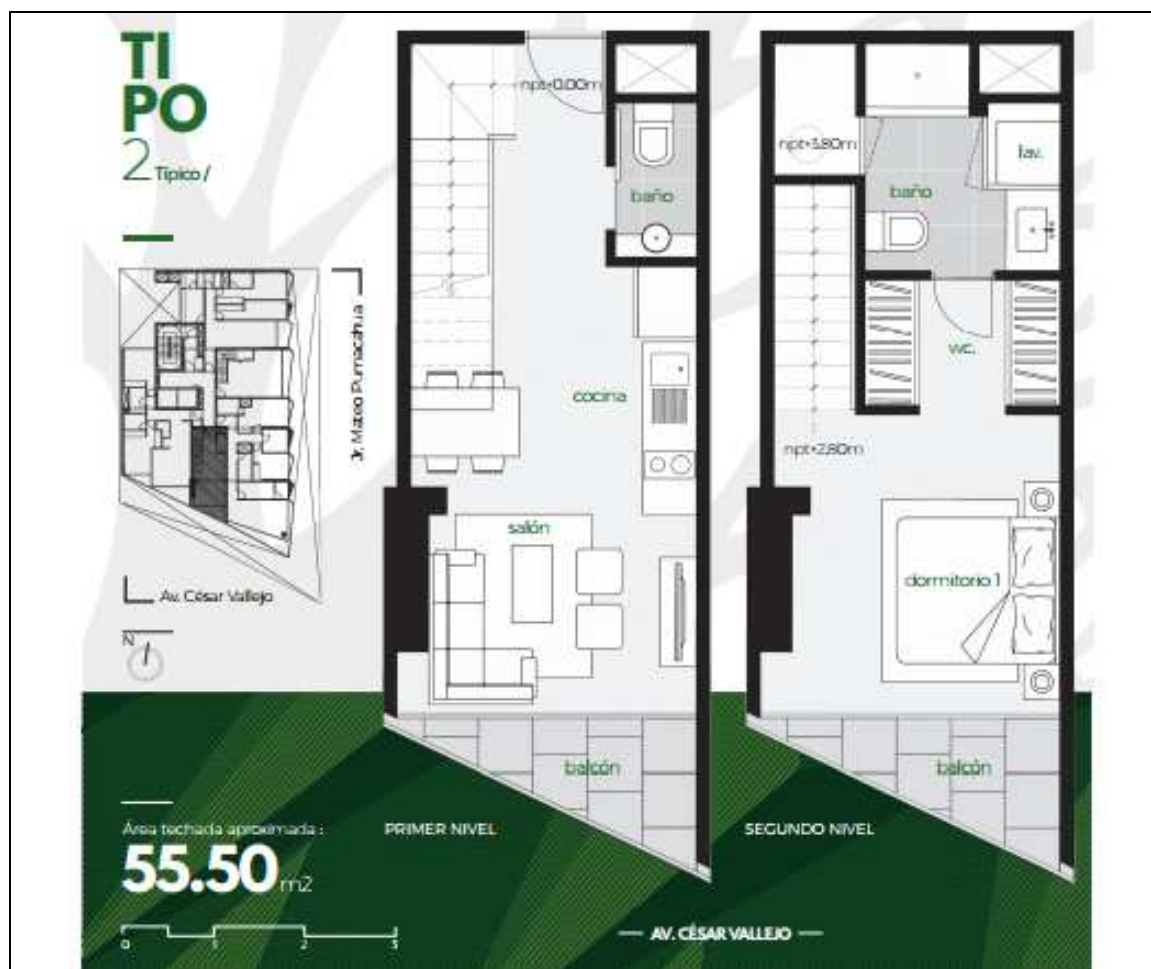 TI
PO
2 Típico /
Jr. Mateo Pumacahua
Av. César Vallejo
N
npt+0.00m
baño
cocina
salón
balcón
npt+3.80m
lav.
baño
wc.
npt+2.80m
dormitorio 1
balcón
Área techada aproximada :
55.50 m2
0 1 2 3
PRIMER NIVEL
SEGUNDO NIVEL
AV. CÉSAR VALLEJO